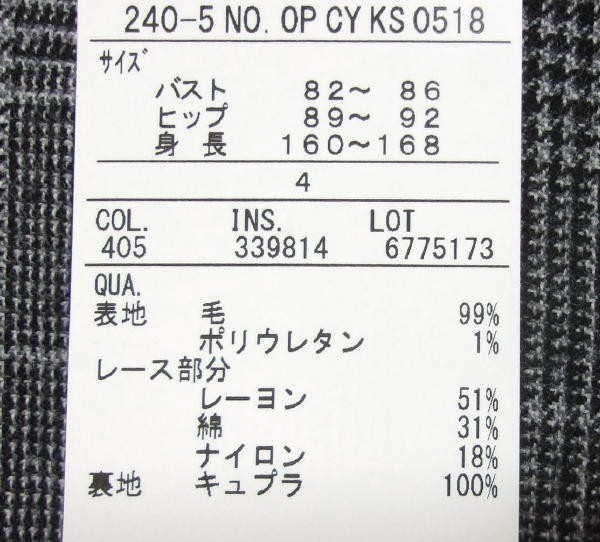 240-5 NO. OP CY KS 0518
サイズ
バスト 82～ 86
ヒップ 89～ 92
身長 160～168
4
COL. INS. LOT
405 339814 6775173
QUA.
表地 毛 99%
ポリウレタン 1%
レース部分
レーヨン 51%
綿 31%
ナイロン 18%
裏地 キュプラ 100%